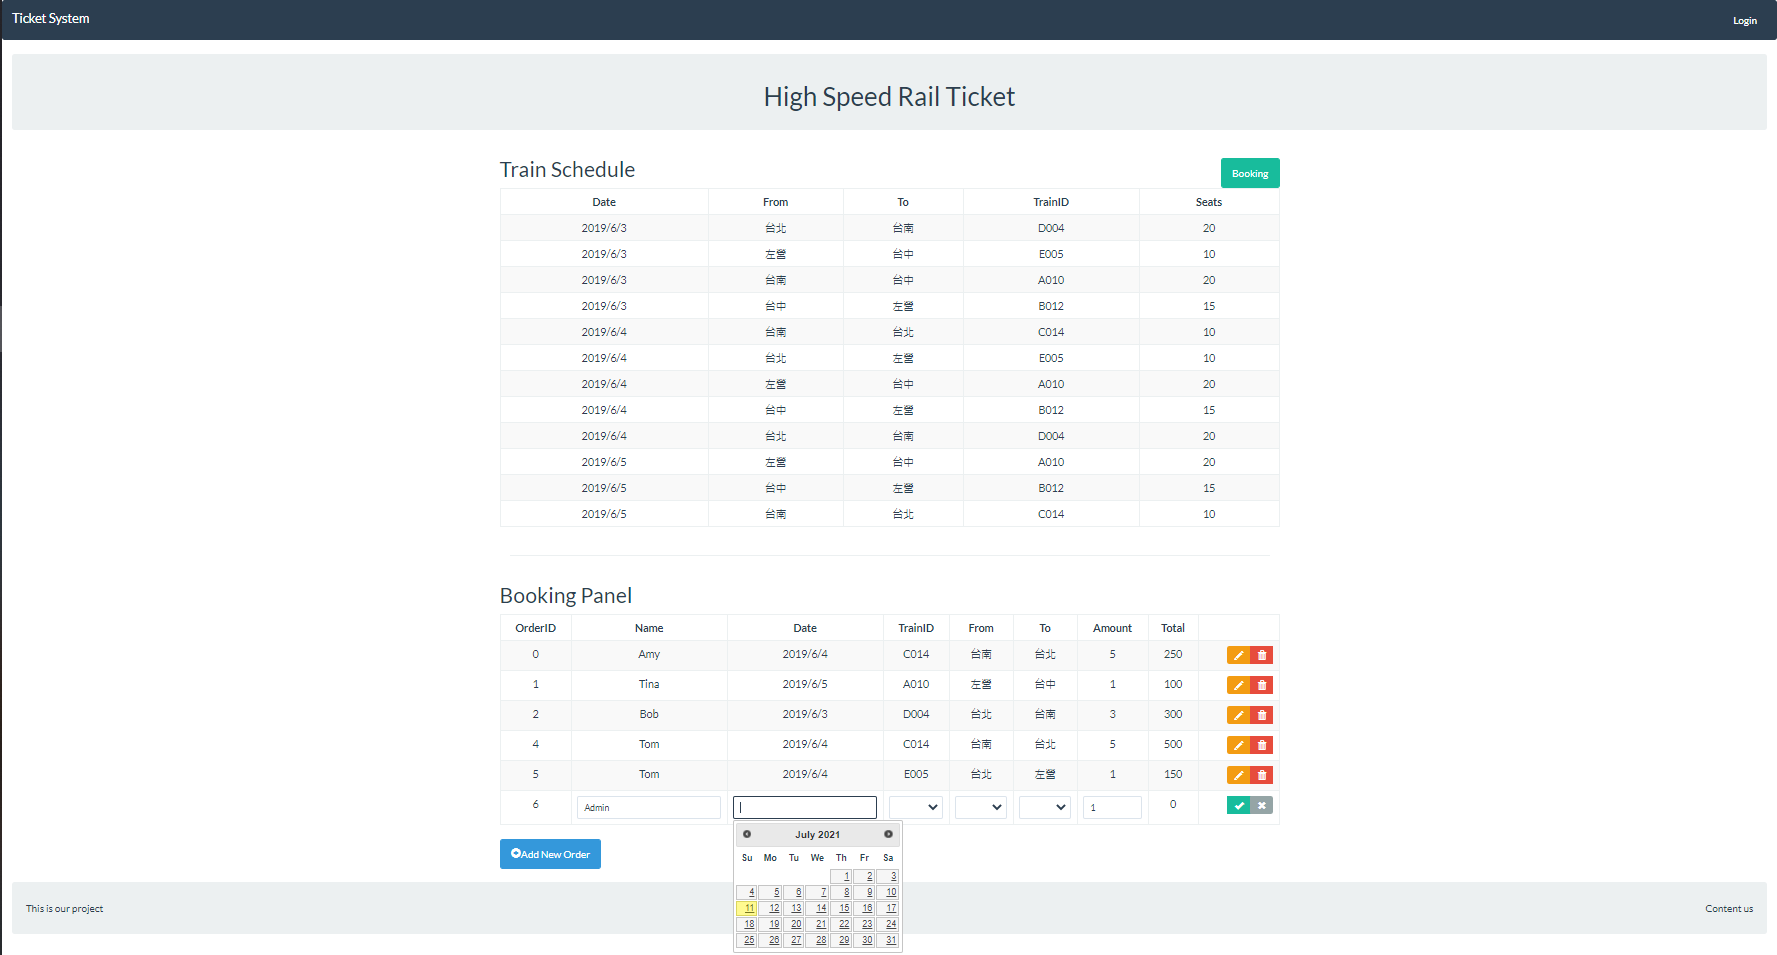 Ticket System Login
High Speed Rail Ticket
Train Schedule Booking
Date From To TrainID Seats
2019/6/3 台北 台南 D004 20
2019/6/3 左營 台中 E005 10
2019/6/3 台南 台中 A010 20
2019/6/3 台中 左營 B012 15
2019/6/4 台南 台北 C014 10
2019/6/4 台北 左營 E005 10
2019/6/4 左營 台中 A010 20
2019/6/4 台中 左營 B012 15
2019/6/4 台北 台南 D004 20
2019/6/5 左營 台中 A010 20
2019/6/5 台中 左營 B012 15
2019/6/5 台南 台北 C014 10
Booking Panel
OrderID Name Date TrainID From To Amount Total
0 Amy 2019/6/4 C014 台南 台北 5 250
1 Tina 2019/6/5 A010 左營 台中 1 100
2 Bob 2019/6/3 D004 台北 台南 3 300
4 Tom 2019/6/4 C014 台南 台北 5 500
5 Tom 2019/6/4 E005 台北 左營 1 150
6 Admin 1 0
July 2021
Su Mo Tu We Th Fr Sa
1 2 3
4 5 6 7 8 9 10
11 12 13 14 15 16 17
18 19 20 21 22 23 24
25 26 27 28 29 30 31
Add New Order
This is our project Content us